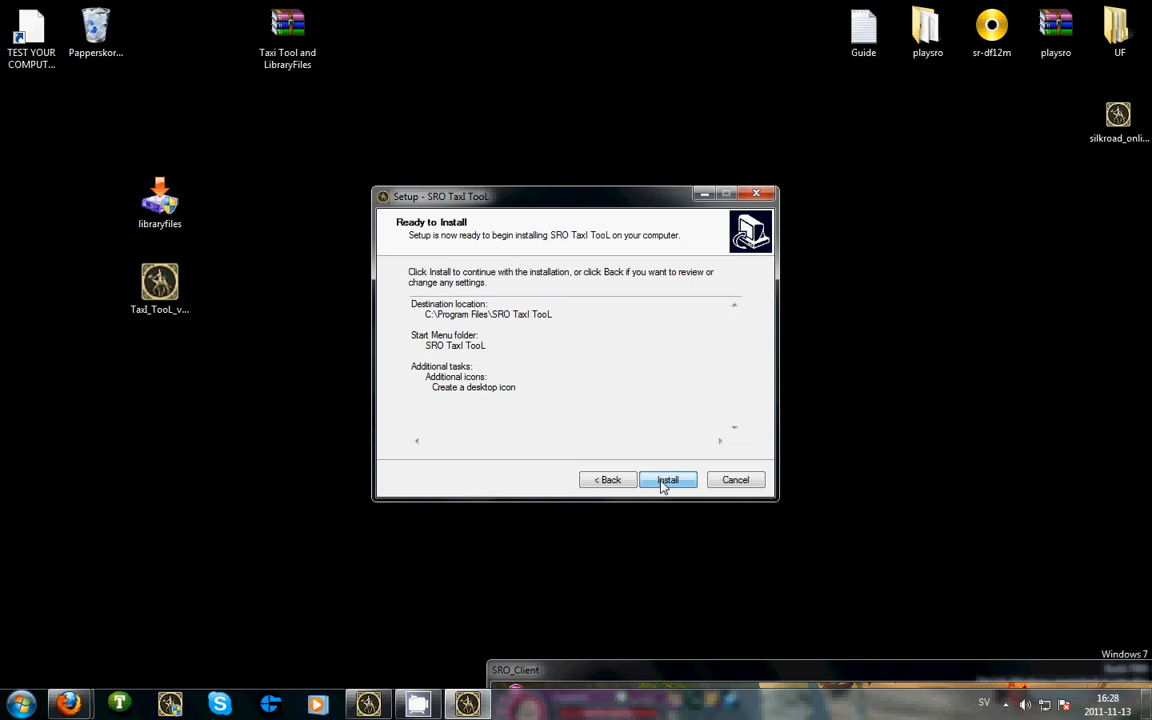 TEST YOUR
COMPUT...
Papperskor...
Taxi Tool and
LibraryFiles
Guide
playsro
sr-df12m
playsro
UF
silkroad_onli...
libryfiles
TaxI_TooL_v...
Setup - SRO TaxI TooL
Ready to Install
Setup is now ready to begin installing SRO TaxI TooL on your computer.
Click Install to continue with the installation, or click Back if you want to review or
change any settings.
Destination location:
C:\Program Files\SRO TaxI TooL
Start Menu folder:
SRO TaxI TooL
Additional tasks:
Additional icons:
Create a desktop icon
< Back
Install
Cancel
SRO_Client
Windows 7
SV
16:28
2011-11-13